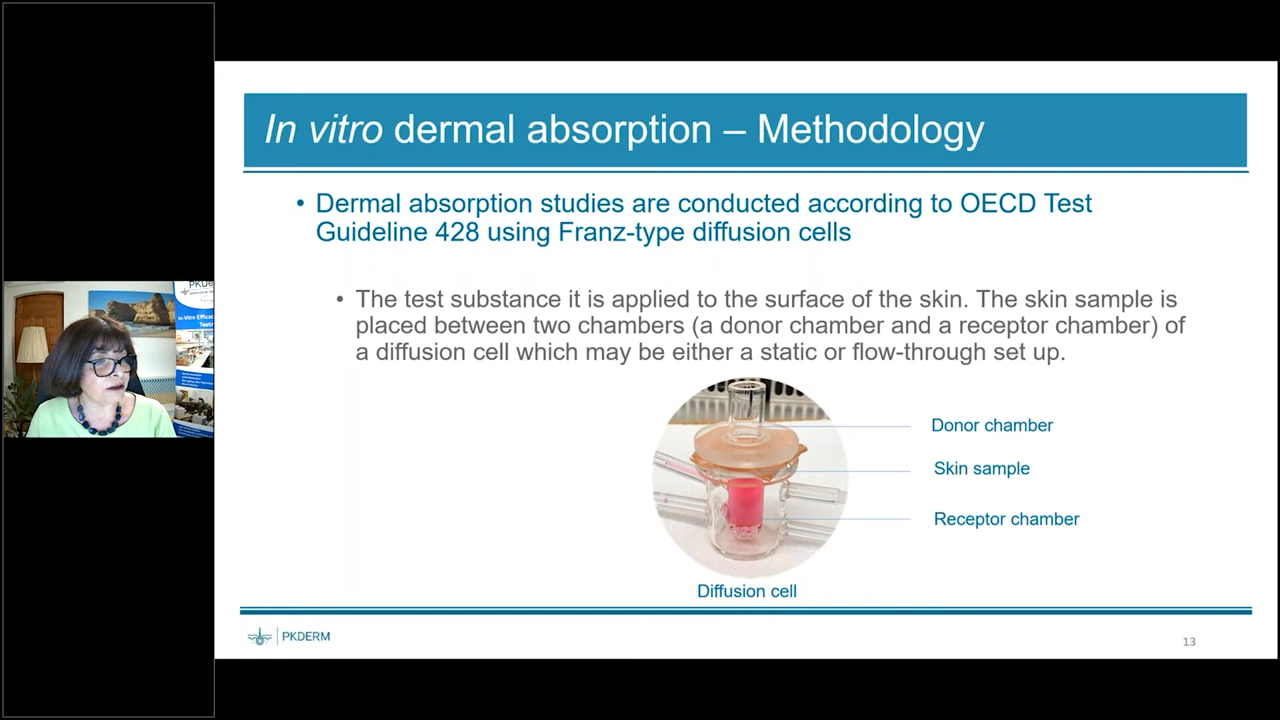 In vitro dermal absorption – Methodology
• Dermal absorption studies are conducted according to OECD Test
Guideline 428 using Franz-type diffusion cells
• The test substance it is applied to the surface of the skin. The skin sample is
placed between two chambers (a donor chamber and a receptor chamber) of
a diffusion cell which may be either a static or flow-through set up.
Donor chamber
Skin sample
Receptor chamber
Diffusion cell
PKDERM
13